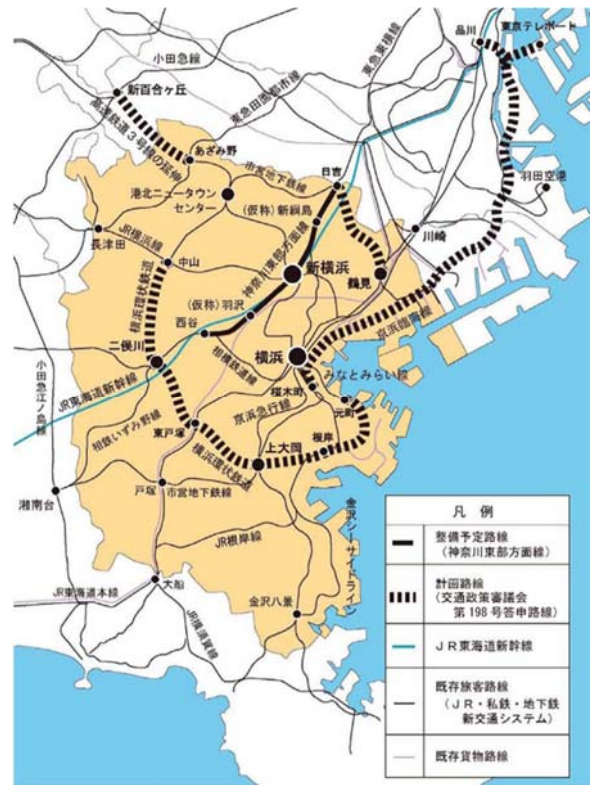 品川
東京テレポート
小田急線
東急東横線
新百合ヶ丘
東急田園都市線
高速鉄道3号線の延伸
あざみ野
市営地下鉄線
日吉
羽田空港
港北ニュータウン
センター
(仮称)新綱島
JR横浜線
長津田
川崎
中山
神奈川東部方面線
新横浜
鶴見
横浜環状鉄道
(仮称)羽沢
西谷
京浜臨海線
二俣川
横浜
相模鉄道線
みなとみらい線
JR東海道新幹線
桜木町
元町
小田急江ノ島線
京浜急行線
相鉄いずみ野線
東戸塚
横浜環状鉄道
上大岡
根岸
湘南台
戸塚
市営地下鉄線
金沢シーサイドライン
JR根岸線
JR東海道本線
大船
金沢八景
JR横須賀線
凡例
整備予定路線
(神奈川東部方面線)
計画路線
(交通政策審議会
第198号答申路線)
JR東海道新幹線
既存旅客路線
(JR・私鉄・地下鉄
新交通システム)
既存貨物路線